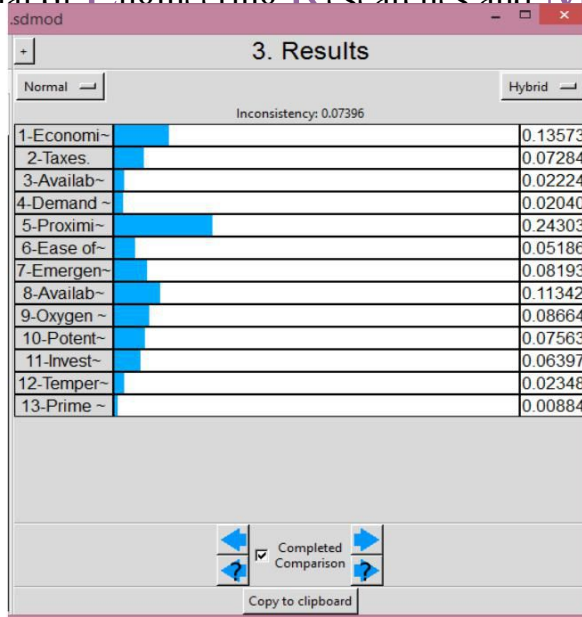 .sdmod
+ 3. Results
Normal Hybrid
Inconsistency: 0.07396
1-Economi~ 0.13573
2-Taxes. 0.07284
3-Availab~ 0.02224
4-Demand ~ 0.02040
5-Proximi~ 0.24303
6-Ease of~ 0.05186
7-Emergen~ 0.08193
8-Availab~ 0.11342
9-Oxygen ~ 0.08664
10-Potent~ 0.07563
11-Invest~ 0.06397
12-Temper~ 0.02348
13-Prime ~ 0.00884
Completed
Comparison
? ?
Copy to clipboard